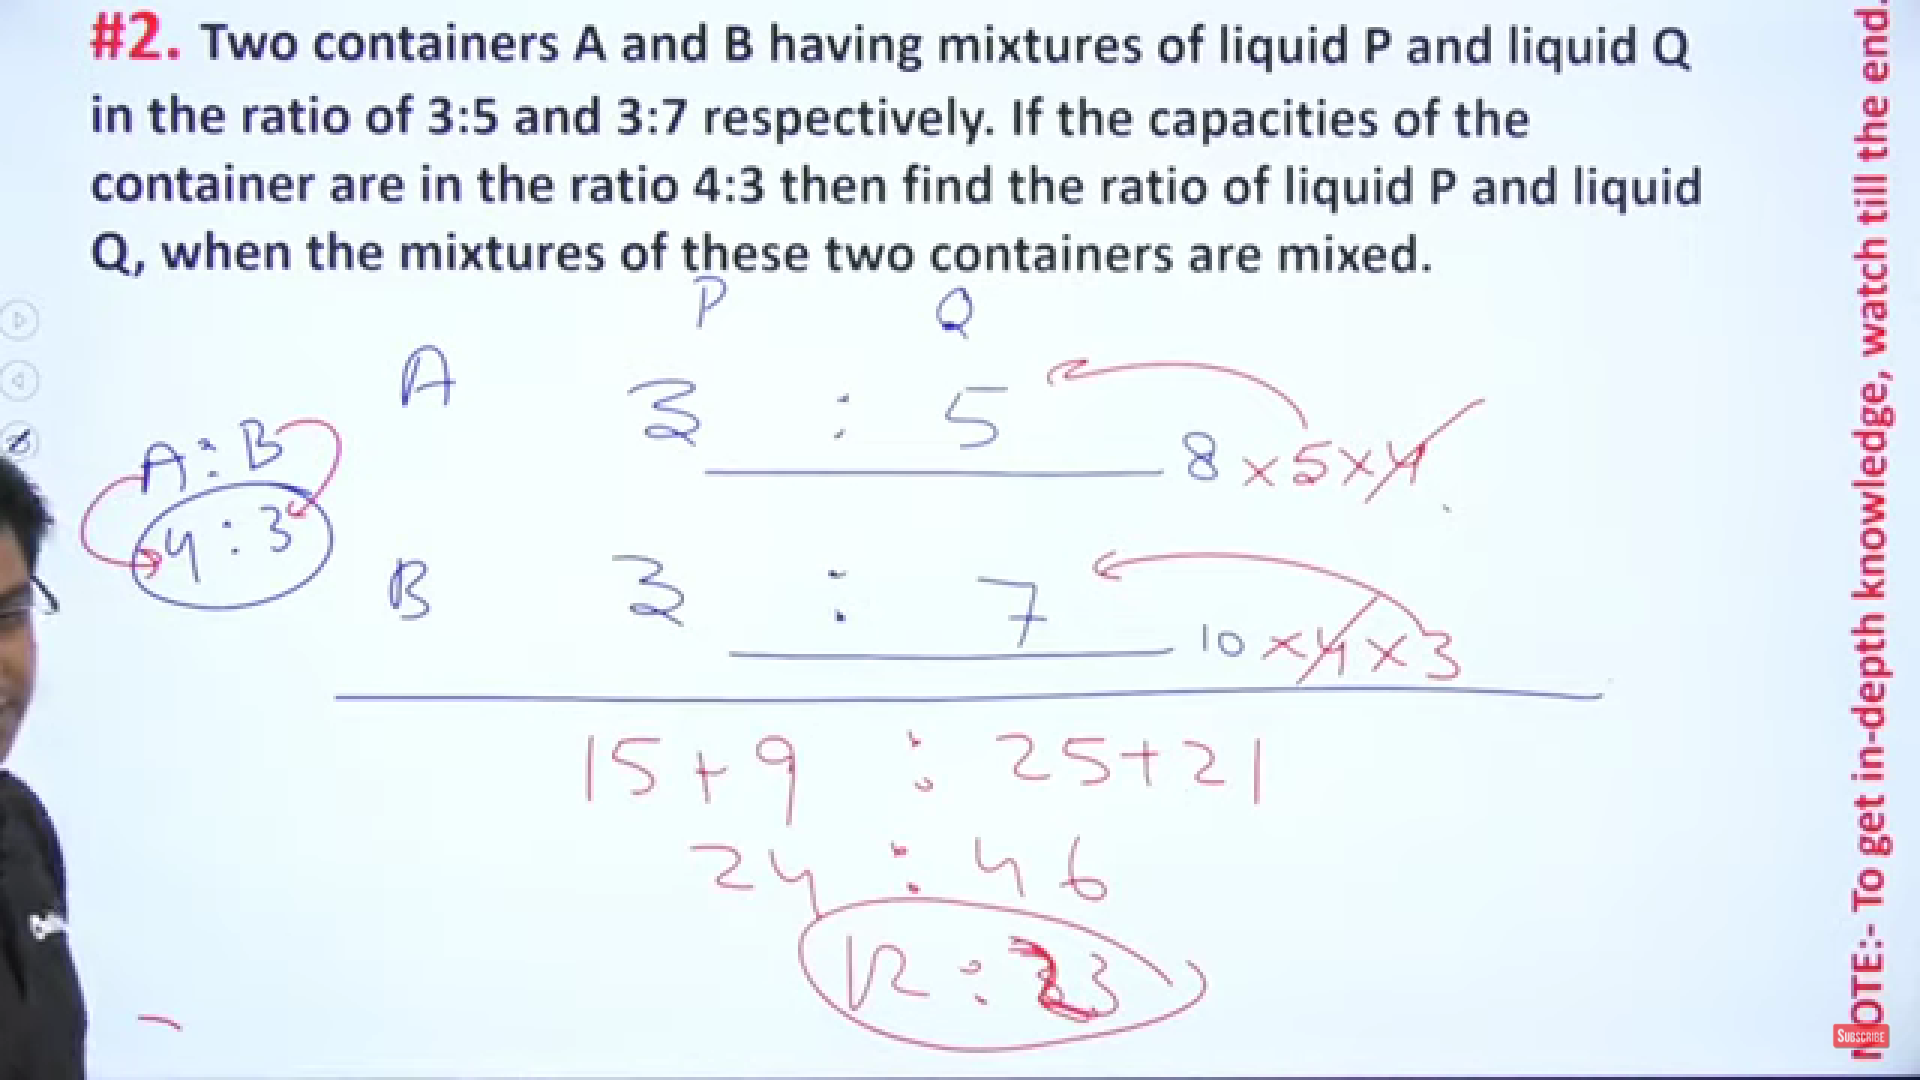 #2. Two containers A and B having mixtures of liquid P and liquid Q
in the ratio of 3:5 and 3:7 respectively. If the capacities of the
container are in the ratio 4:3 then find the ratio of liquid P and liquid
Q, when the mixtures of these two containers are mixed.
P Q
A 3 : 5
8 × 5 × 4
A : B
4 : 3
B 3 : 7
10 × 4 × 3
15 + 9 : 25 + 21
24 : 46
12 : 23
NOTE:- To get in-depth knowledge, watch till the end.
SUBSCRIBE